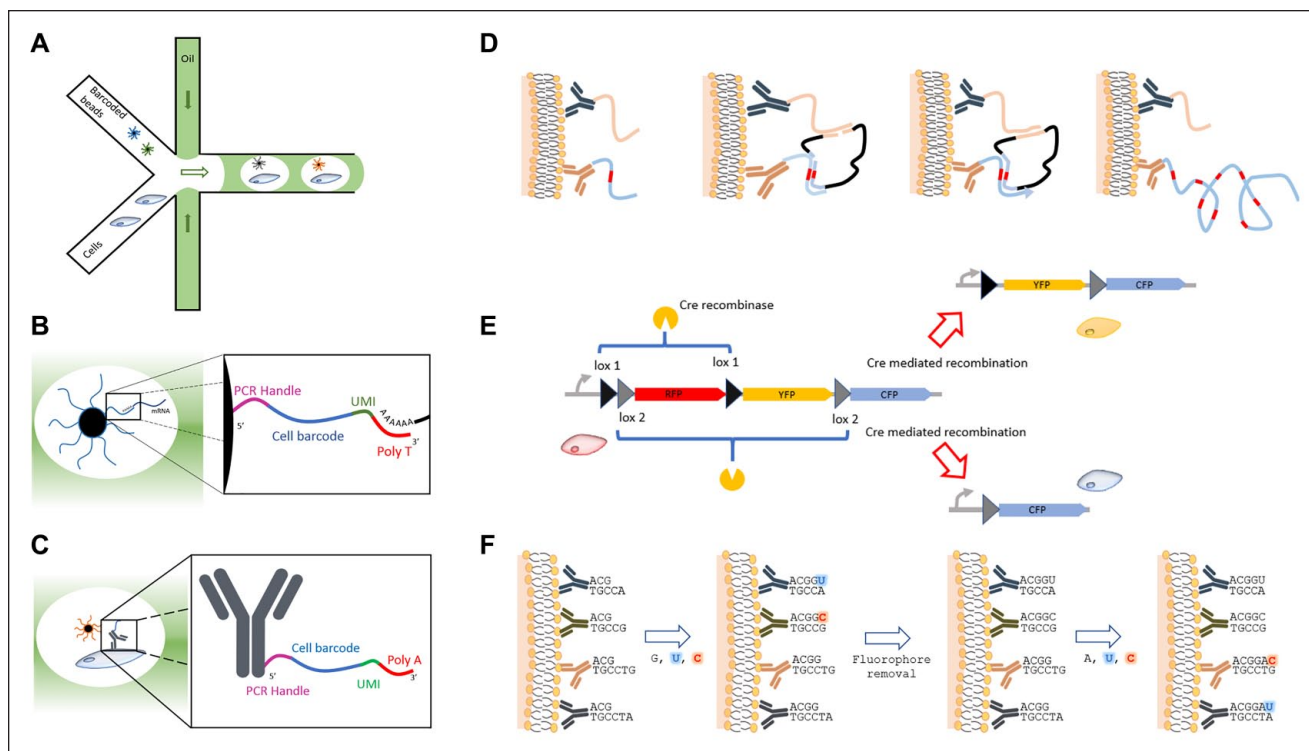 A
Oil
Barcoded
beads
Cells
B
PCR Handle
UMI
mRNA
AAAAAA
5'
Cell barcode
3'
Poly T
C
Cell barcode
Poly A
5'
3'
PCR Handle
UMI
D
YFP
CFP
E
Cre recombinase
Cre mediated recombination
lox 1
lox 1
RFP
YFP
CFP
lox 2
lox 2
Cre mediated recombination
CFP
F
ACG
TGCCA
ACG
TGCCG
ACG
TGCCTG
ACG
TGCCTA
G, U, C
ACGGU
TGCCA
ACGGC
TGCCG
ACGG
TGCCTG
ACGG
TGCCTA
Fluorophore
removal
ACGGU
TGCCA
ACGGC
TGCCG
ACGG
TGCCTG
ACGG
TGCCTA
A, U, C
ACGGU
TGCCA
ACGGC
TGCCG
ACGGAC
TGCCTG
ACGGAU
TGCCTA